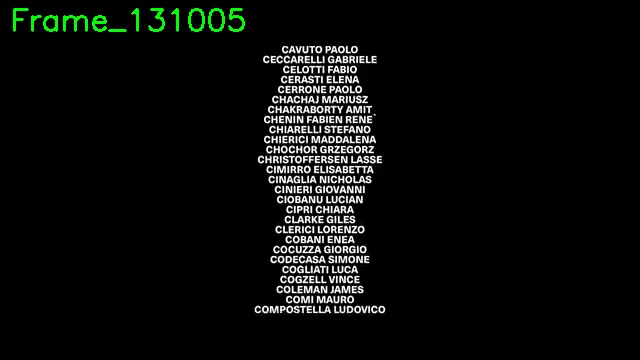 Frame_131005
CAVUTO PAOLO
CECCARELLI GABRIELE
CELOTTI FABIO
CERASTI ELENA
CERRONE PAOLO
CHACHAJ MARIUSZ
CHAKRABORTY AMIT
CHENIN FABIEN RENE`
CHIARELLI STEFANO
CHIERICI MADDALENA
CHOCHOR GRZEGORZ
CHRISTOFFERSEN LASSE
CIMIRRO ELISABETTA
CINAGLIA NICHOLAS
CINIERI GIOVANNI
CIOBANU LUCIAN
CIPRI CHIARA
CLARKE GILES
CLERICI LORENZO
COBANI ENEA
COCUZZA GIORGIO
CODECASA SIMONE
COGLIATI LUCA
COGZELL VINCE
COLEMAN JAMES
COMI MAURO
COMPOSTELLA LUDOVICO